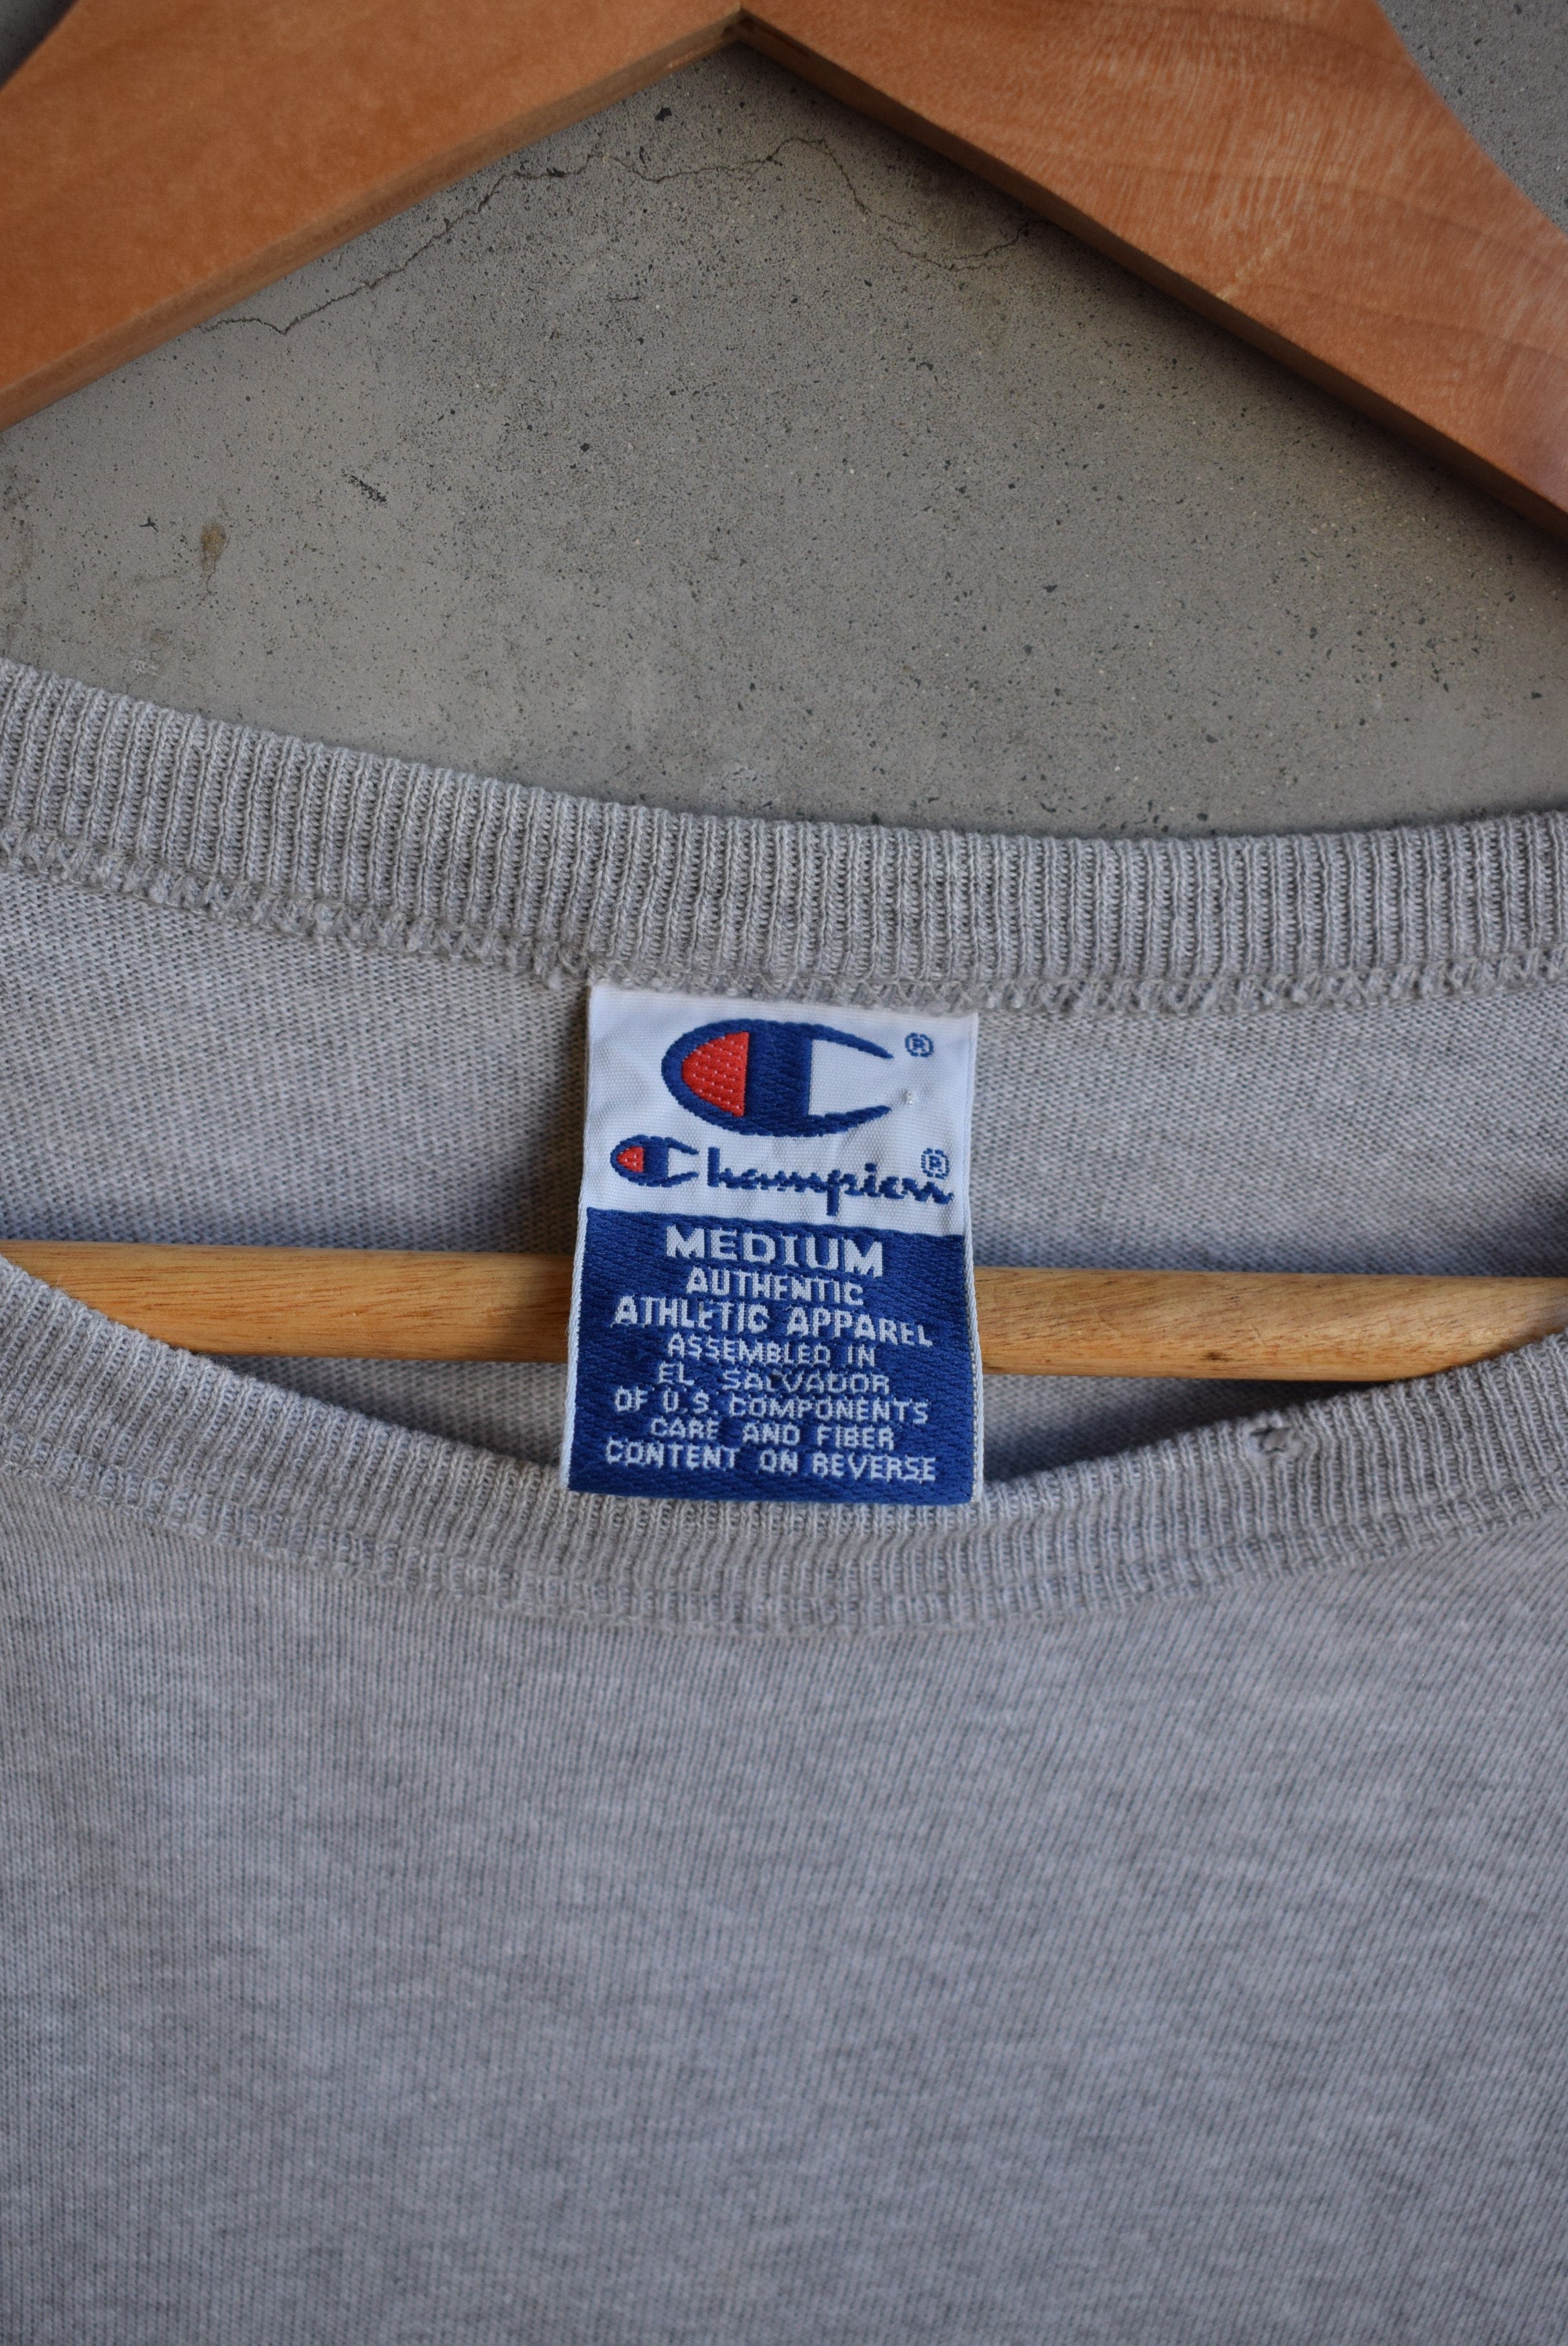 ®
Champion®
MEDIUM
AUTHENTIC
ATHLETIC APPAREL
ASSEMBLED IN
EL SALVADOR
OF U.S. COMPONENTS
CARE AND FIBER
CONTENT ON REVERSE